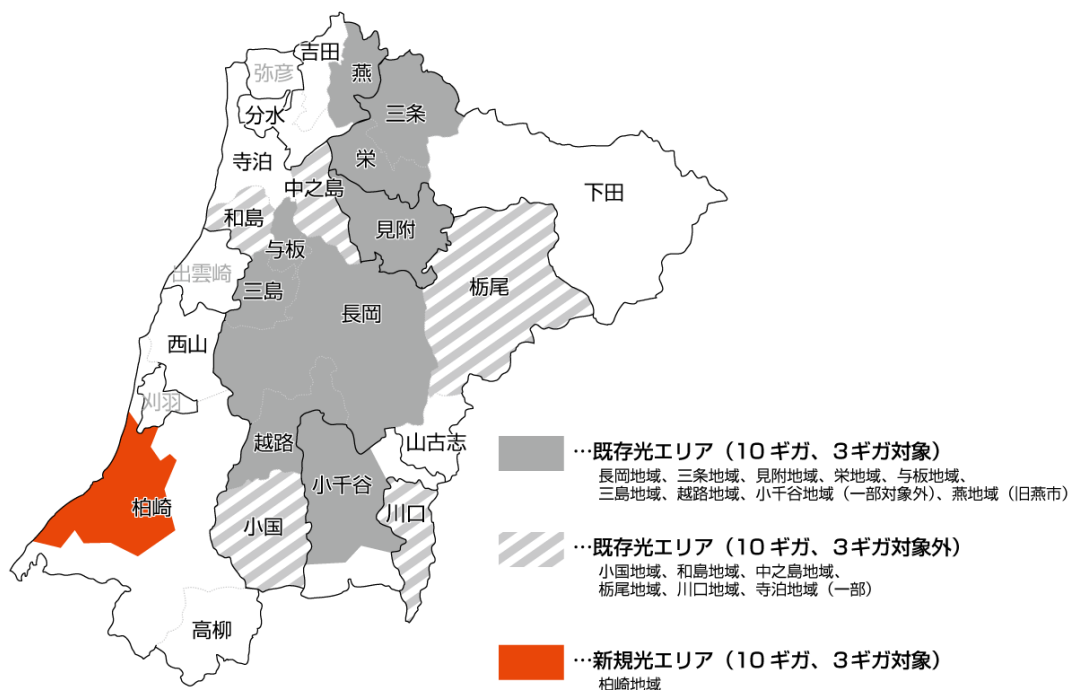 吉田
弥彦
燕
分水
三条
寺泊
栄
中之島
下田
和島
見附
与板
出雲崎
三島
栃尾
長岡
西山
刈羽
越路
山古志
小千谷
柏崎
小国
川口
高柳
…既存光エリア（10 ギガ、3ギガ対象）
長岡地域、三条地域、見附地域、栄地域、与板地域、
三島地域、越路地域、小千谷地域（一部対象外）、燕地域（旧燕市）
…既存光エリア（10 ギガ、3ギガ対象外）
小国地域、和島地域、中之島地域、
栃尾地域、川口地域、寺泊地域（一部）
…新規光エリア（10 ギガ、3ギガ対象）
柏崎地域